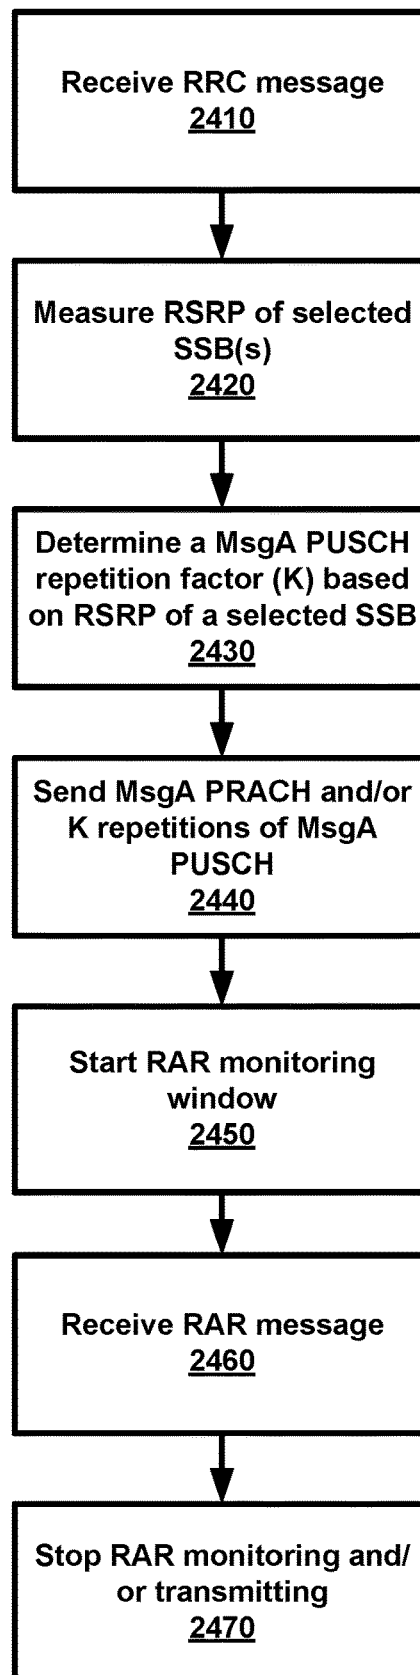 Receive RRC message
2410
Measure RSRP of selected
SSB(s)
2420
Determine a MsgA PUSCH
repetition factor (K) based
on RSRP of a selected SSB
2430
Send MsgA PRACH and/or
K repetitions of MsgA
PUSCH
2440
Start RAR monitoring
window
2450
Receive RAR message
2460
Stop RAR monitoring and/
or transmitting
2470